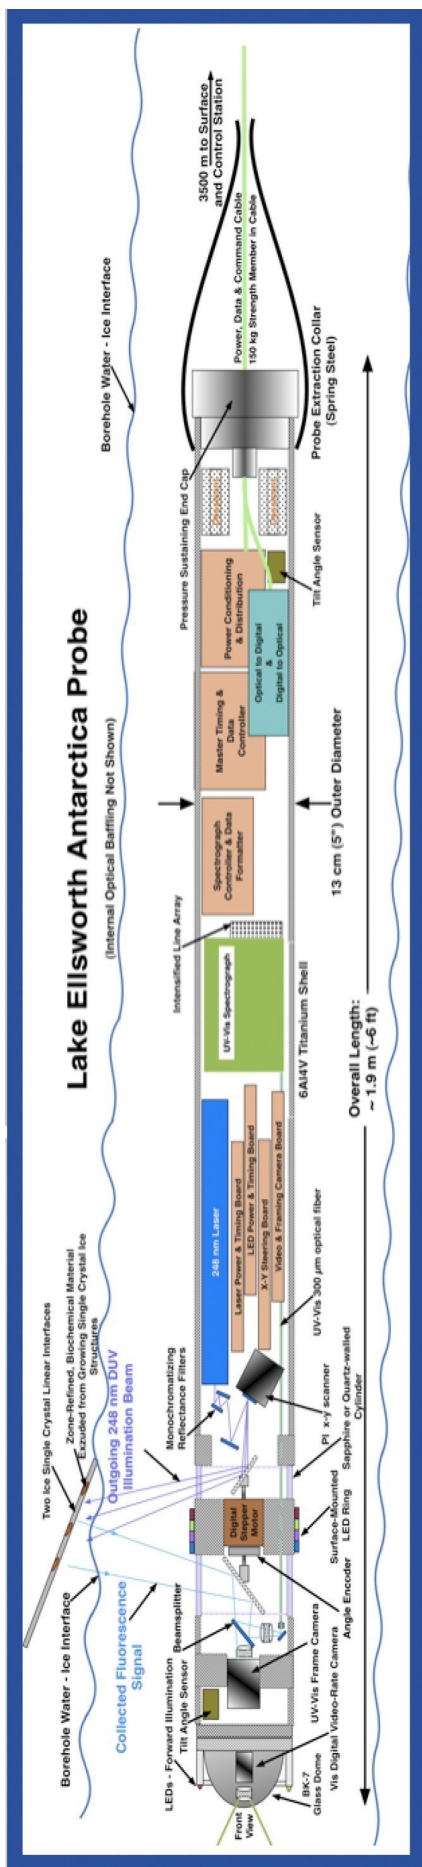 Lake Ellsworth Antarctica Probe
(Internal Optical Baffling Not Shown)
Two Ice Single Crystal Linear Interfaces
Zone-Refined, Biochemical Material
Exzuded from Growing Single Crystal Ice
Structures
Borehole Water - Ice Interface
Borehole Water - Ice Interface
Outgoing 248 nm DUV
Illumination Beam
Collected Fluorescence
Signal
Monochromatizing
Reflectance Filters
Intensified Line Array
Pressure Sustaining End Cap
3500 m to Surface
and Control Station
LEDs - Forward Illumination
Tilt Angle Sensor
Beamsplitter
Digital
Stepper
Motor
248 nm Laser
Laser Power & Timing Board
LED Power & Timing Board
X-Y Steering Board
Video & Framing Camera Board
UV-Vis Spectrograph
Spectrograph
Controller & Data
Formatter
Master Timing &
Data
Controller
Power Conditioning
& Distribution
Optical to Digital
&
Digital to Optical
Power, Data & Command Cable
150 kg Strength Member in Cable
Front
View
BK-7
Glass Dome
Vis Digital Video-Rate Camera
UV-Vis Frame Camera
Angle Encoder
Surface-Mounted
LED Ring
Sapphire or Quartz-walled
Cylinder
PI x-y scanner
UV-Vis 300 µm optical fiber
6Al4V Titanium Shell
13 cm (5") Outer Diameter
Tilt Angle Sensor
Probe Extraction Collar
(Spring Steel)
Overall Length:
~ 1.9 m (~6 ft)